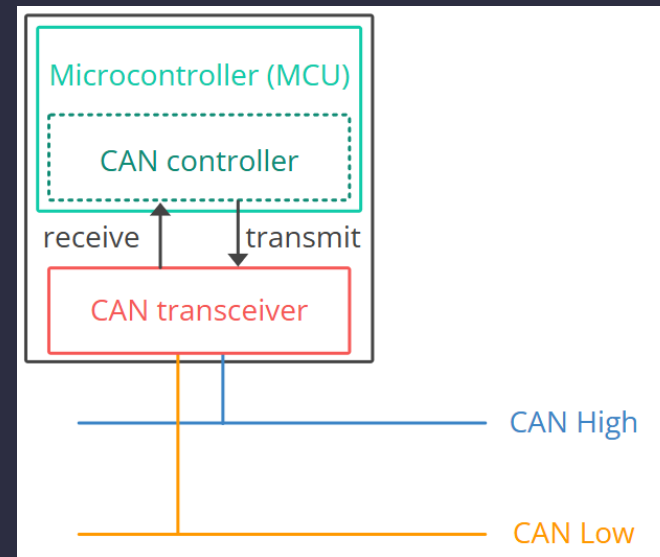 Microcontroller (MCU)
CAN controller
receive
transmit
CAN transceiver
CAN High
CAN Low